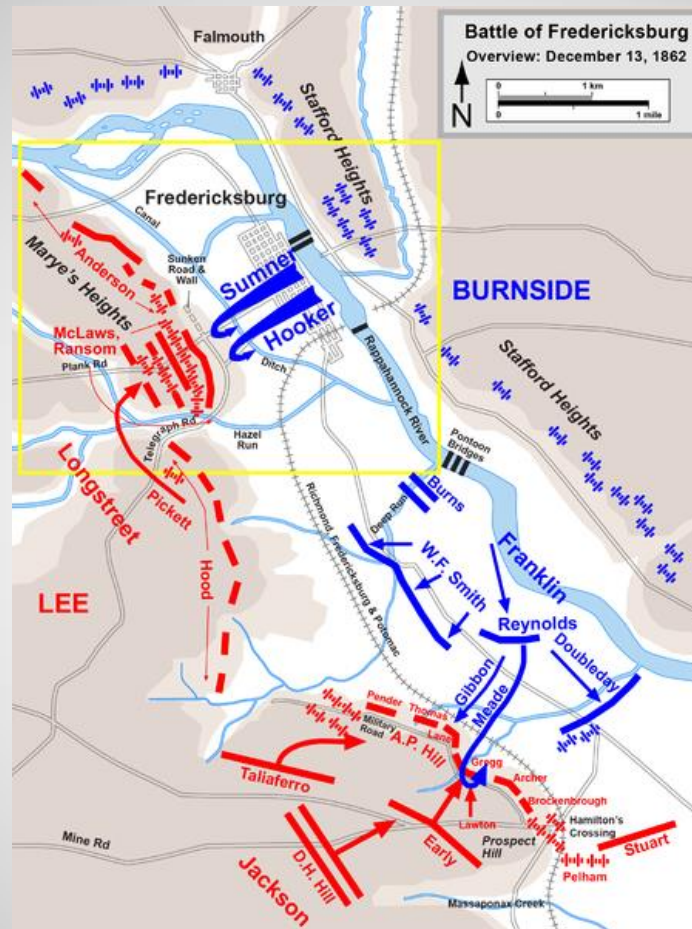 Battle of Fredericksburg
Overview: December 13, 1862
N
0
1 km
0
1 mile
Falmouth
Stafford Heights
Fredericksburg
Canal
Sunken
Road & Wall
Anderson
Marye's Heights
Sumner
Hooker
BURNSIDE
McLaws,
Ransom
Plank Rd
Ditch
Rappahannock River
Stafford Heights
Telegraph Rd
Hazel
Run
Longstreet
Pickett
Pontoon
Bridges
Burns
Deep Run
Richmond, Fredericksburg & Potomac
Hood
LEE
W.F. Smith
Franklin
Reynolds
Doubleday
Gibbon
Meade
Pender
Thomas
Military
Road
Lane
A.P. Hill
Gregg
Archer
Taliaferro
Brockenbrough
Lawton
Hamilton's
Crossing
Mine Rd
Early
Prospect
Hill
Stuart
D.H. Hill
Jackson
Pelham
Massaponax Creek